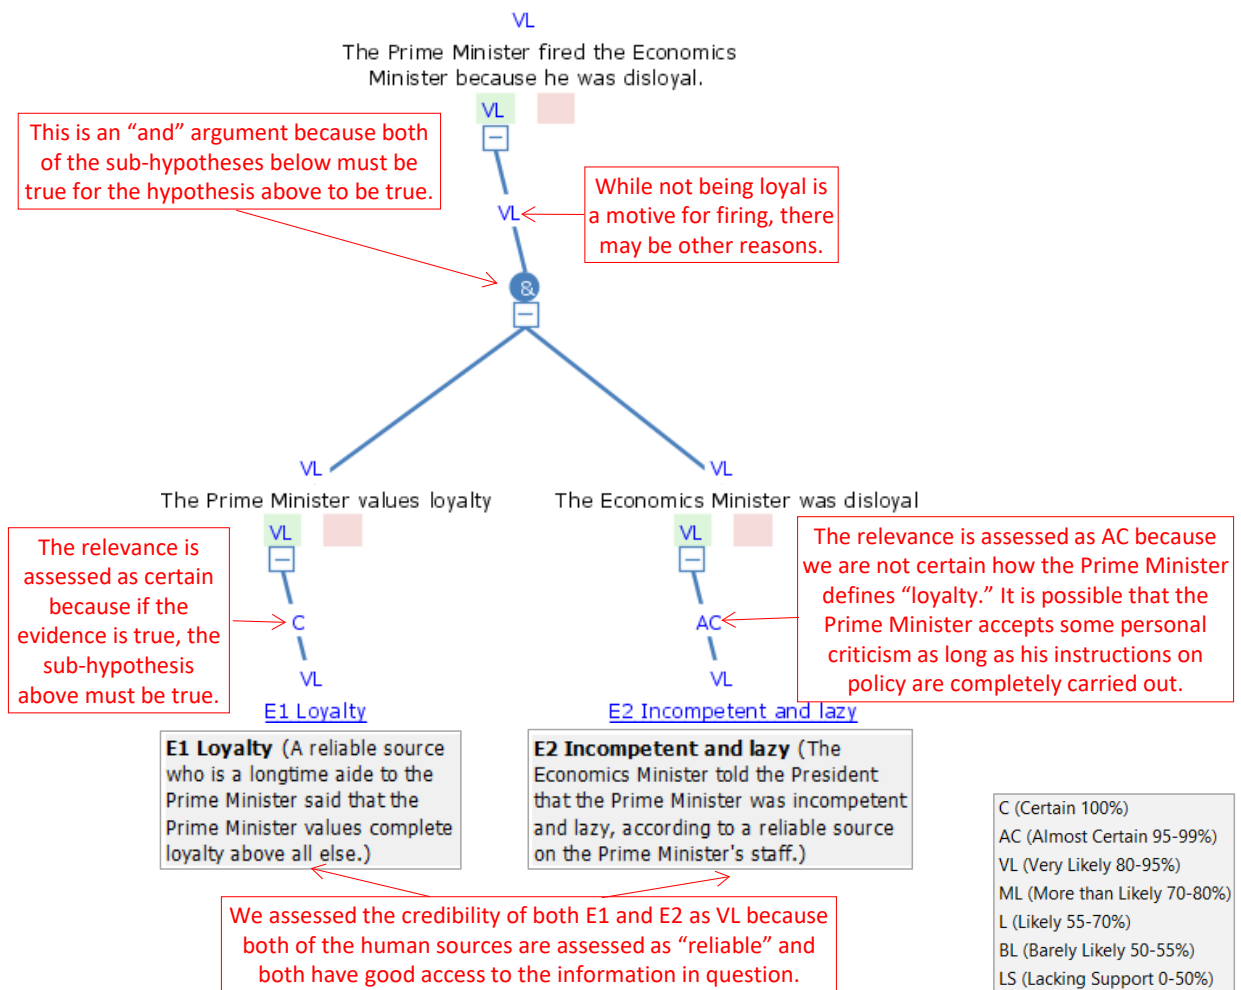 VL
The Prime Minister fired the Economics
Minister because he was disloyal.
VL
This is an “and” argument because both
of the sub-hypotheses below must be
true for the hypothesis above to be true.
While not being loyal is
a motive for firing, there
may be other reasons.
VL
&
VL
The Prime Minister values loyalty
VL
VL
The Economics Minister was disloyal
VL
The relevance is
assessed as certain
because if the
evidence is true, the
sub-hypothesis
above must be true.
C
VL
AC
VL
The relevance is assessed as AC because
we are not certain how the Prime Minister
defines “loyalty.” It is possible that the
Prime Minister accepts some personal
criticism as long as his instructions on
policy are completely carried out.
E1 Loyalty
E1 Loyalty (A reliable source
who is a longtime aide to the
Prime Minister said that the
Prime Minister values complete
loyalty above all else.)
E2 Incompetent and lazy
E2 Incompetent and lazy (The
Economics Minister told the President
that the Prime Minister was incompetent
and lazy, according to a reliable source
on the Prime Minister's staff.)
We assessed the credibility of both E1 and E2 as VL because
both of the human sources are assessed as “reliable” and
both have good access to the information in question.
C (Certain 100%)
AC (Almost Certain 95-99%)
VL (Very Likely 80-95%)
ML (More than Likely 70-80%)
L (Likely 55-70%)
BL (Barely Likely 50-55%)
LS (Lacking Support 0-50%)